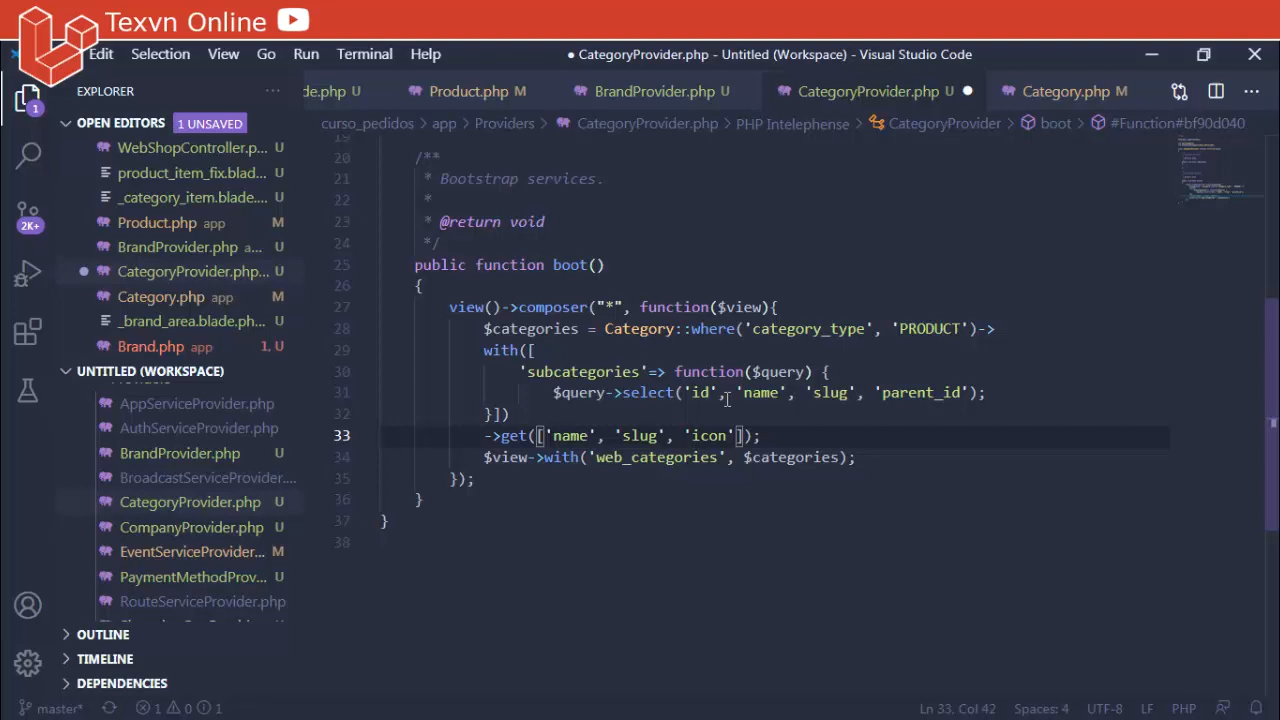 Texvn Online
Edit Selection View Go Run Terminal Help
● CategoryProvider.php - Untitled (Workspace) - Visual Studio Code
EXPLORER ...
de.php U Product.php M BrandProvider.php U CategoryProvider.php ● Category.php M
OPEN EDITORS 1 UNSAVED
curso_pedidos > app > Providers > CategoryProvider.php > PHP Intelephense > CategoryProvider > boot > #Function#bf90d040
WebShopController.p... U
product_item_fix.blad... U
_category_item.blade.... U
Product.php app M
BrandProvider.php a... U
CategoryProvider.php... U
Category.php app M
_brand_area.blade.ph... U
Brand.php app 1, U
UNTITLED (WORKSPACE)
AppServiceProvider.php
AuthServiceProvider.php
BrandProvider.php U
BroadcastServiceProvider....
CategoryProvider.php U
CompanyProvider.php U
EventServiceProvider... M
PaymentMethodProv... U
RouteServiceProvider.php
OUTLINE
TIMELINE
DEPENDENCIES
1
2K+
19
20 /**
21 * Bootstrap services.
22 *
23 * @return void
24 */
25 public function boot()
26 {
27 view()->composer("*", function($view){
28 $categories = Category::where('category_type', 'PRODUCT')->
29 with([
30 'subcategories'=> function($query) {
31 $query->select('id', 'name', 'slug', 'parent_id');
32 }])
33 ->get(['name', 'slug', 'icon']);
34 $view->with('web_categories', $categories);
35 });
36 }
37 }
38
master* 1 0 1 Ln 33, Col 42 Spaces: 4 UTF-8 LF PHP